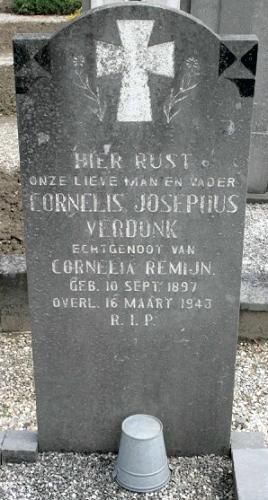 HIER RUST
ONZE LIEVE MAN EN VADER
CORNELIS JOSEPHUS
VERDONK
ECHTGENOOT VAN
CORNELIA REMIJN.
GEB. 10 SEPT. 1897
OVERL. 16 MAART 1943
R.I.P.